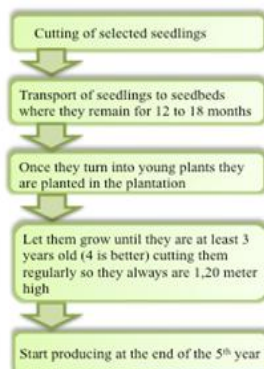 Cutting of selected seedlings
Transport of seedlings to seedbeds
where they remain for 12 to 18 months
Once they turn into young plants they
are planted in the plantation
Let them grow until they are at least 3
years old (4 is better) cutting them
regularly so they always are 1,20 meter
high
Start producing at the end of the 5th year